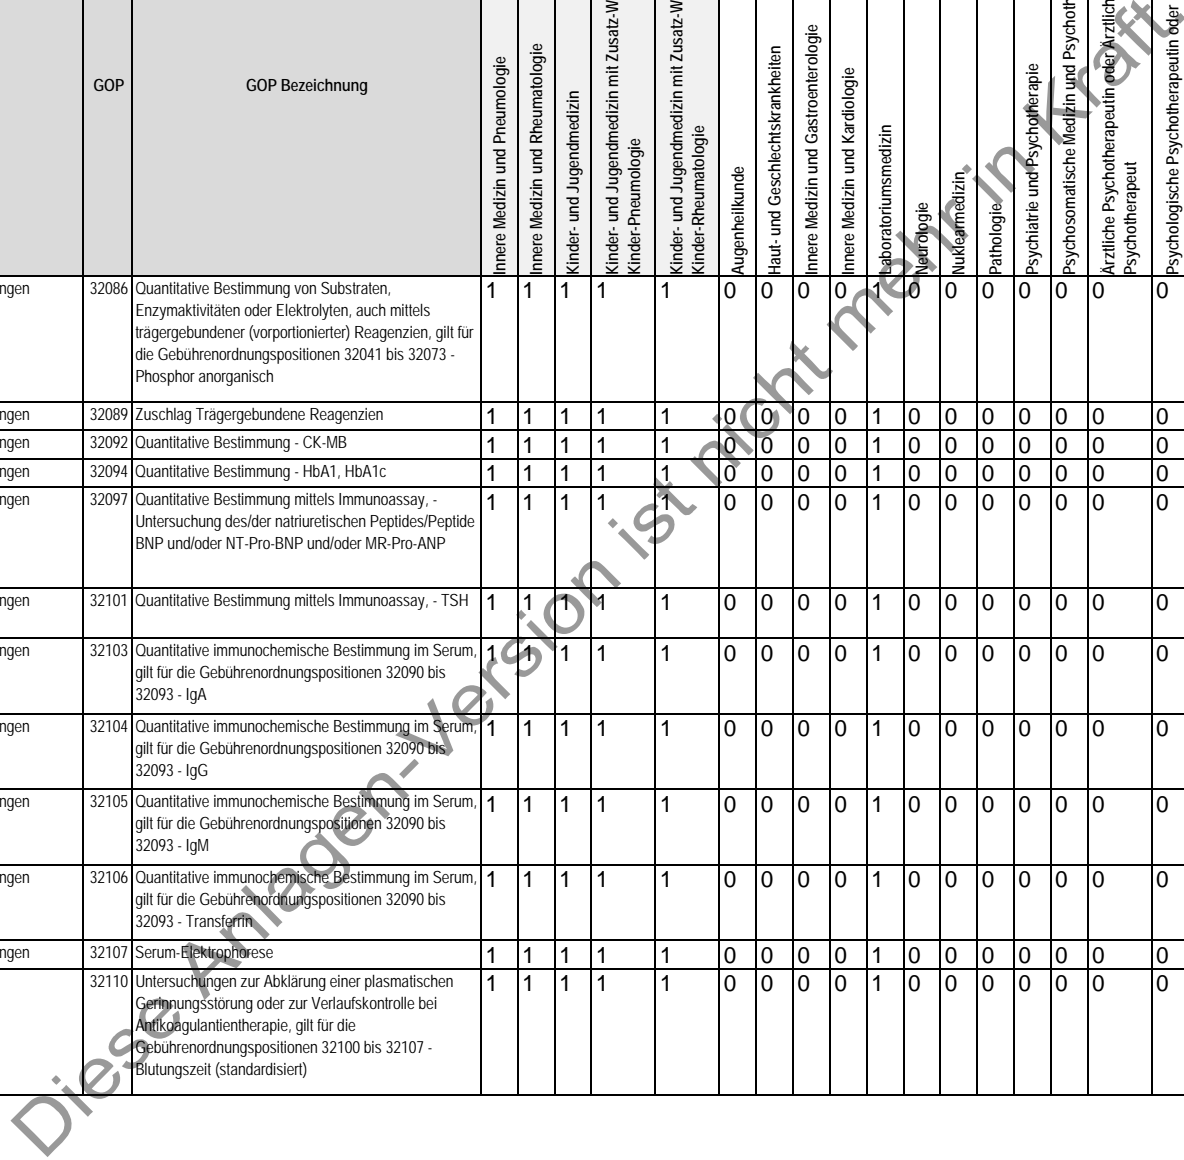 GOP
GOP Bezeichnung
Innere Medizin und Pneumologie
Innere Medizin und Rheumatologie
Kinder- und Jugendmedizin
Kinder- und Jugendmedizin mit Zusatz-W
Kinder-Pneumologie
Kinder- und Jugendmedizin mit Zusatz-W
Kinder-Rheumatologie
Augenheilkunde
Haut- und Geschlechtskrankheiten
Innere Medizin und Gastroenterologie
Innere Medizin und Kardiologie
Laboratoriumsmedizin
Neurologie
Nuklearmedizin
Pathologie
Psychiatrie und Psychotherapie
Psychosomatische Medizin und Psychoth
Ärztliche Psychotherapeutin oder Ärztlich
Psychotherapeut
Psychologische Psychotherapeutin oder
ngen 32086 Quantitative Bestimmung von Substraten, 1 1 1 1 1 0 0 0 0 1 0 0 0 0 0 0 0
Enzymaktivitäten oder Elektrolyten, auch mittels
trägergebundener (vorportionierter) Reagenzien, gilt für
die Gebührenordnungspositionen 32041 bis 32073 -
Phosphor anorganisch
ngen 32089 Zuschlag Trägergebundene Reagenzien 1 1 1 1 1 0 0 0 0 1 0 0 0 0 0 0 0
ngen 32092 Quantitative Bestimmung - CK-MB 1 1 1 1 1 0 0 0 0 1 0 0 0 0 0 0 0
ngen 32094 Quantitative Bestimmung - HbA1, HbA1c 1 1 1 1 1 0 0 0 0 1 0 0 0 0 0 0 0
ngen 32097 Quantitative Bestimmung mittels Immunoassay, - 1 1 1 1 1 0 0 0 0 1 0 0 0 0 0 0 0
Untersuchung des/der natriuretischen Peptides/Peptide
BNP und/oder NT-Pro-BNP und/oder MR-Pro-ANP
ngen 32101 Quantitative Bestimmung mittels Immunoassay, - TSH 1 1 1 1 1 0 0 0 0 1 0 0 0 0 0 0 0
ngen 32103 Quantitative immunochemische Bestimmung im Serum, 1 1 1 1 1 0 0 0 0 1 0 0 0 0 0 0 0
gilt für die Gebührenordnungspositionen 32090 bis
32093 - IgA
ngen 32104 Quantitative immunochemische Bestimmung im Serum, 1 1 1 1 1 0 0 0 0 1 0 0 0 0 0 0 0
gilt für die Gebührenordnungspositionen 32090 bis
32093 - IgG
ngen 32105 Quantitative immunochemische Bestimmung im Serum, 1 1 1 1 1 0 0 0 0 1 0 0 0 0 0 0 0
gilt für die Gebührenordnungspositionen 32090 bis
32093 - IgM
ngen 32106 Quantitative immunochemische Bestimmung im Serum, 1 1 1 1 1 0 0 0 0 1 0 0 0 0 0 0 0
gilt für die Gebührenordnungspositionen 32090 bis
32093 - Transferrin
ngen 32107 Serum-Elektrophorese 1 1 1 1 1 0 0 0 0 1 0 0 0 0 0 0 0
32110 Untersuchungen zur Abklärung einer plasmatischen 1 1 1 1 1 0 0 0 0 1 0 0 0 0 0 0 0
Gerinnungsstörung oder zur Verlaufskontrolle bei
Antikoagulantientherapie, gilt für die
Gebührenordnungspositionen 32100 bis 32107 -
Blutungszeit (standardisiert)
Diese Anlagen-Version ist nicht mehr in Kraft.